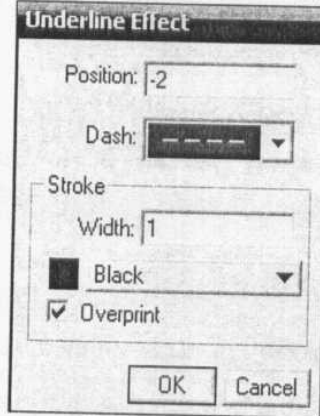 Underline Effect
Position: -2
Dash:
Stroke
Width: 1
Black
Overprint
OK Cancel